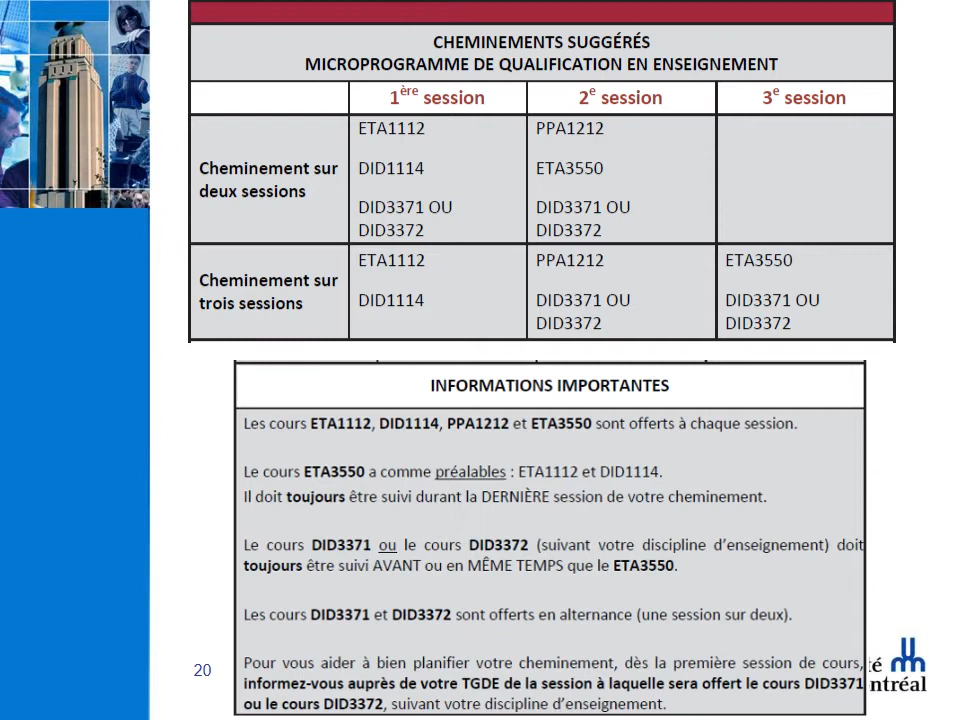 CHEMINEMENTS SUGGÉRÉS
MICROPROGRAMME DE QUALIFICATION EN ENSEIGNEMENT
1ère session
2e session
3e session
Cheminement sur
deux sessions
ETA1112
DID1114
DID3371 OU
DID3372
PPA1212
ETA3550
DID3371 OU
DID3372
Cheminement sur
trois sessions
ETA1112
DID1114
PPA1212
DID3371 OU
DID3372
ETA3550
DID3371 OU
DID3372
INFORMATIONS IMPORTANTES
Les cours ETA1112, DID1114, PPA1212 et ETA3550 sont offerts à chaque session.
Le cours ETA3550 a comme préalables : ETA1112 et DID1114.
Il doit toujours être suivi durant la DERNIÈRE session de votre cheminement.
Le cours DID3371 ou le cours DID3372 (suivant votre discipline d'enseignement) doit
toujours être suivi AVANT ou en MÊME TEMPS que le ETA3550.
Les cours DID3371 et DID3372 sont offerts en alternance (une session sur deux).
Pour vous aider à bien planifier votre cheminement, dès la première session de cours,
informez-vous auprès de votre TGDE de la session à laquelle sera offert le cours DID3371
ou le cours DID3372, suivant votre discipline d'enseignement.
20
té
ntréal